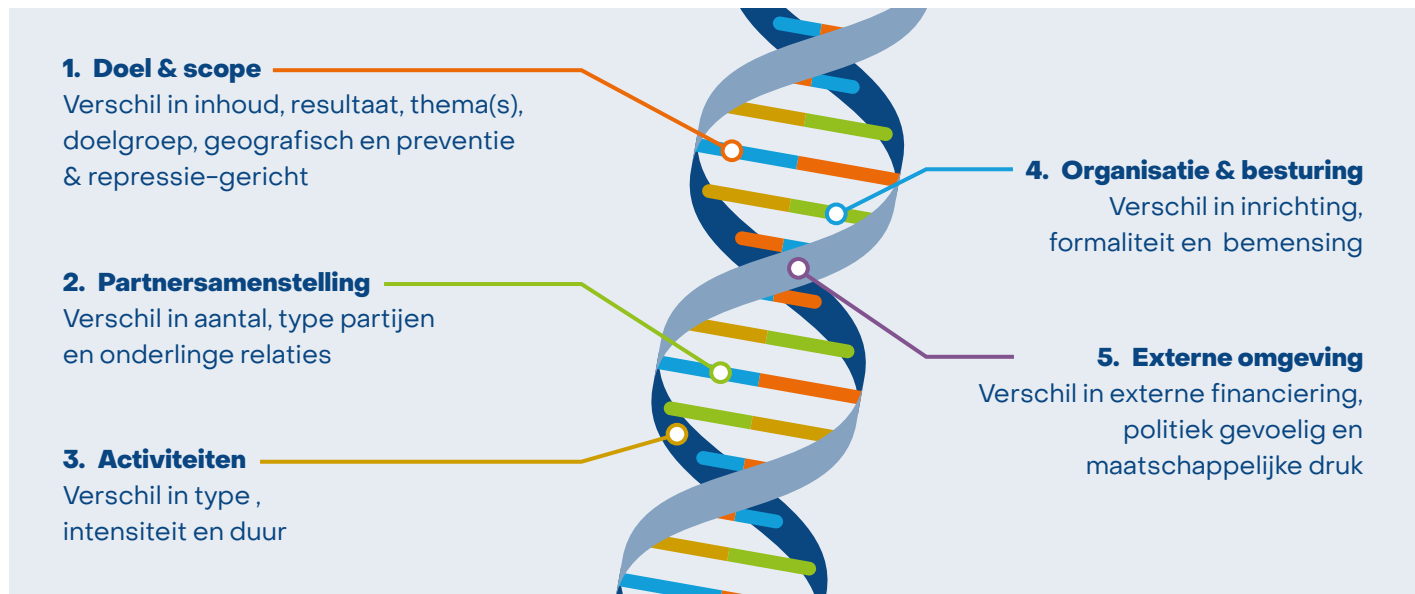 1. Doel & scope
Verschil in inhoud, resultaat, thema(s),
doelgroep, geografisch en preventie
& repressie-gericht
2. Partnersamenstelling
Verschil in aantal, type partijen
en onderlinge relaties
3. Activiteiten
Verschil in type ,
intensiteit en duur
4. Organisatie & besturing
Verschil in inrichting,
formaliteit en bemensing
5. Externe omgeving
Verschil in externe financiering,
politiek gevoelig en
maatschappelijke druk